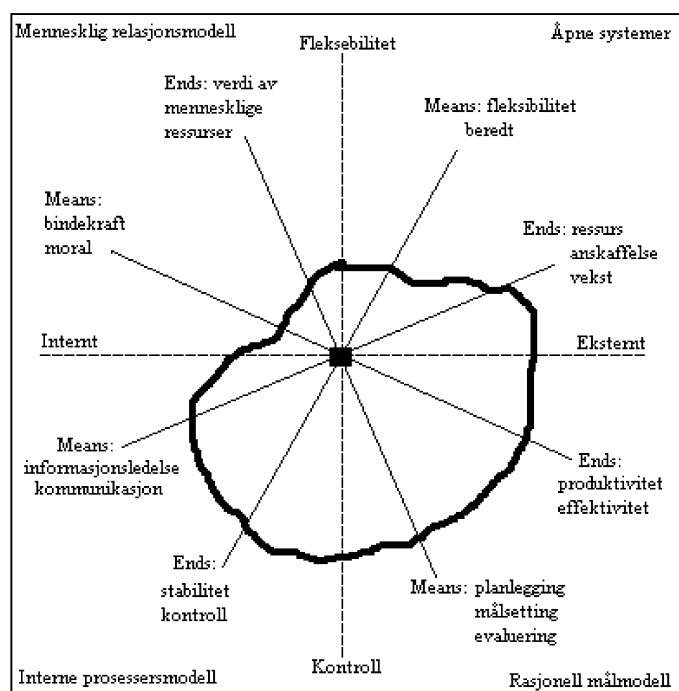 Mennesklig relasjonsmodell
Fleksebilitet
Åpne systemer
Ends: verdi av
mennesklige
ressurser
Means: fleksibilitet
beredt
Means:
bindekraft
moral
Ends: ressurs
anskaffelse
vekst
Internt
Eksternt
Means:
informasjonsledelse
kommunikasjon
Ends:
produktivitet
effektivitet
Ends:
stabilitet
kontroll
Means: planlegging
målsetting
evaluering
Interne prosessersmodell
Kontroll
Rasjonell målmodell